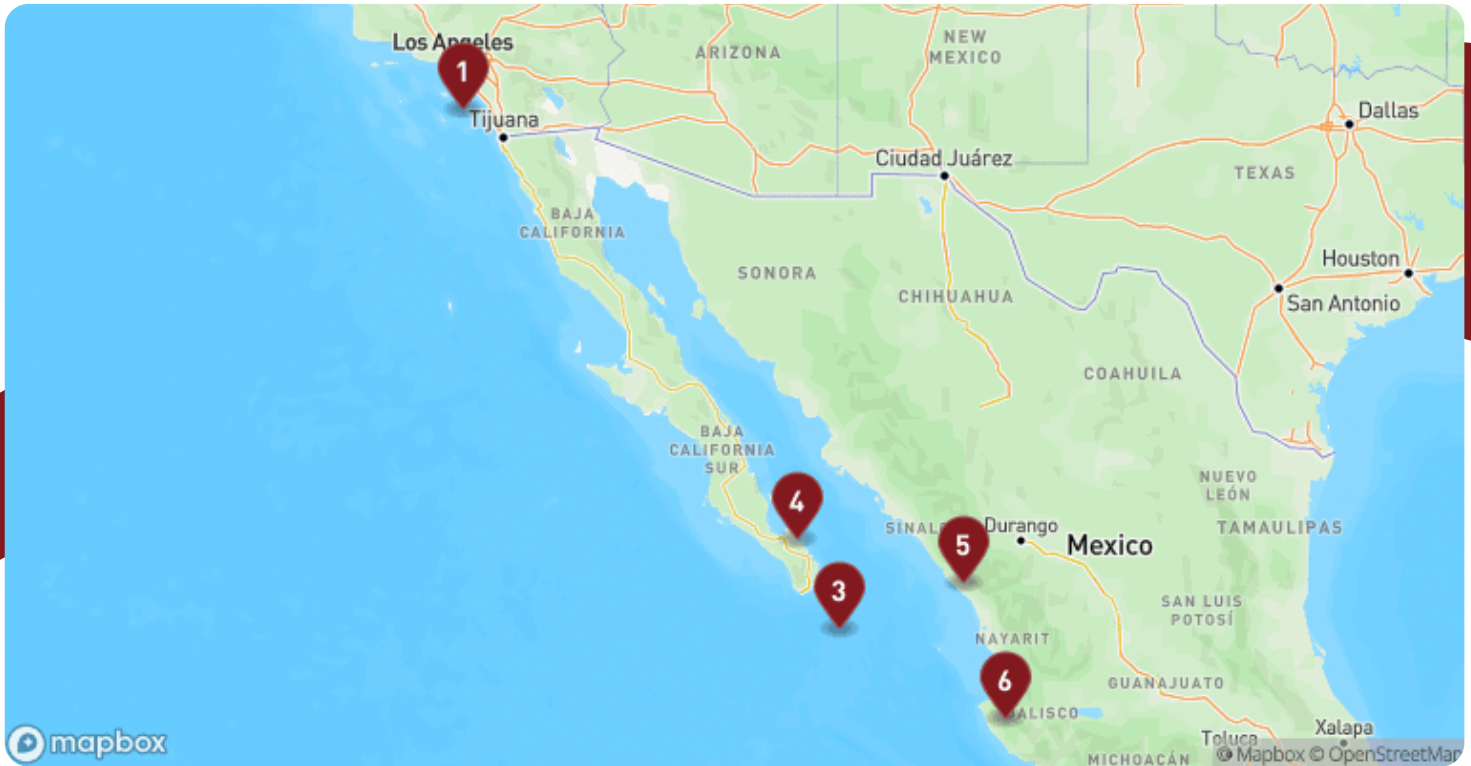 Los Angeles
1
Tijuana
ARIZONA
NEW
MEXICO
Dallas
Ciudad Juárez
TEXAS
BAJA
CALIFORNIA
SONORA
CHIHUAHUA
Houston
San Antonio
COAHUILA
BAJA
CALIFORNIA
SUR
NUEVO
LEÓN
4
SINAL
5
Durango
Mexico
TAMAULIPAS
3
SAN LUIS
POTOSÍ
NAYARIT
6
GUANAJUATO
JALISCO
Xalapa
Toluca
mapbox
MICHOACÁN
© Mapbox © OpenStreetMap